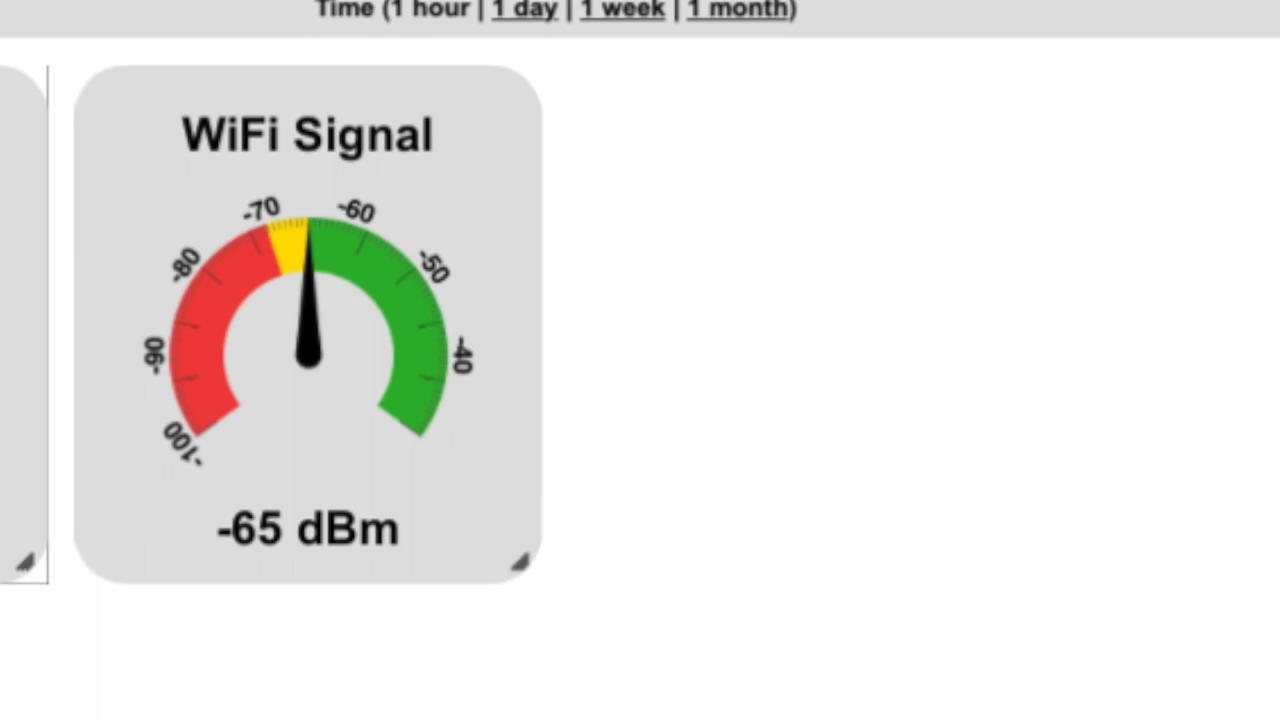 Time (1 hour | 1 day | 1 week | 1 month)
WiFi Signal
-70
-60
-80
-50
-90
-40
-100
-65 dBm